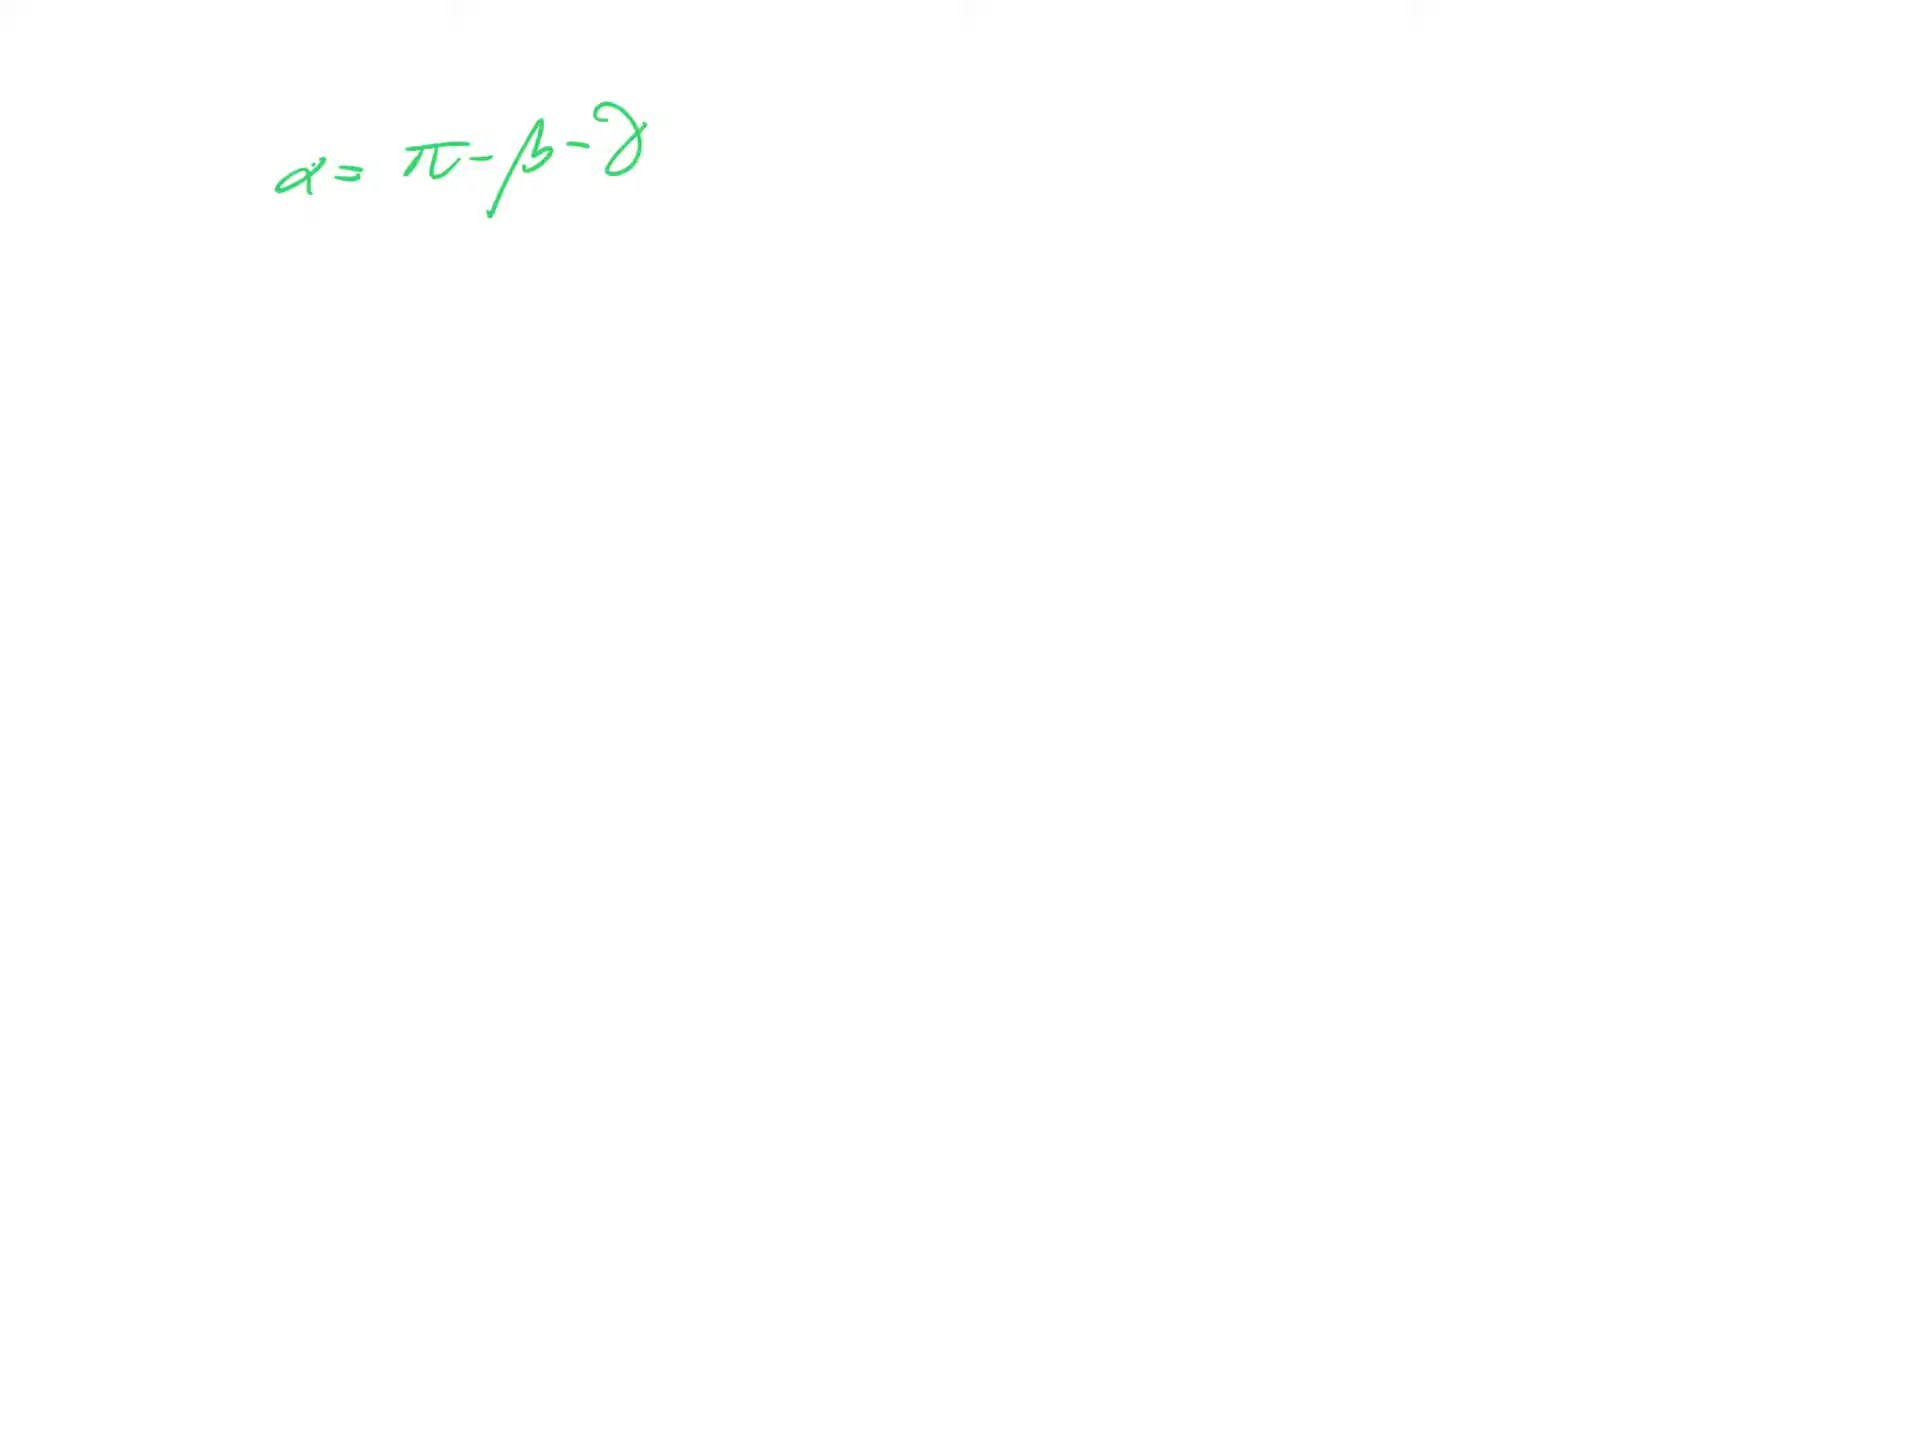 α = π - β - γ